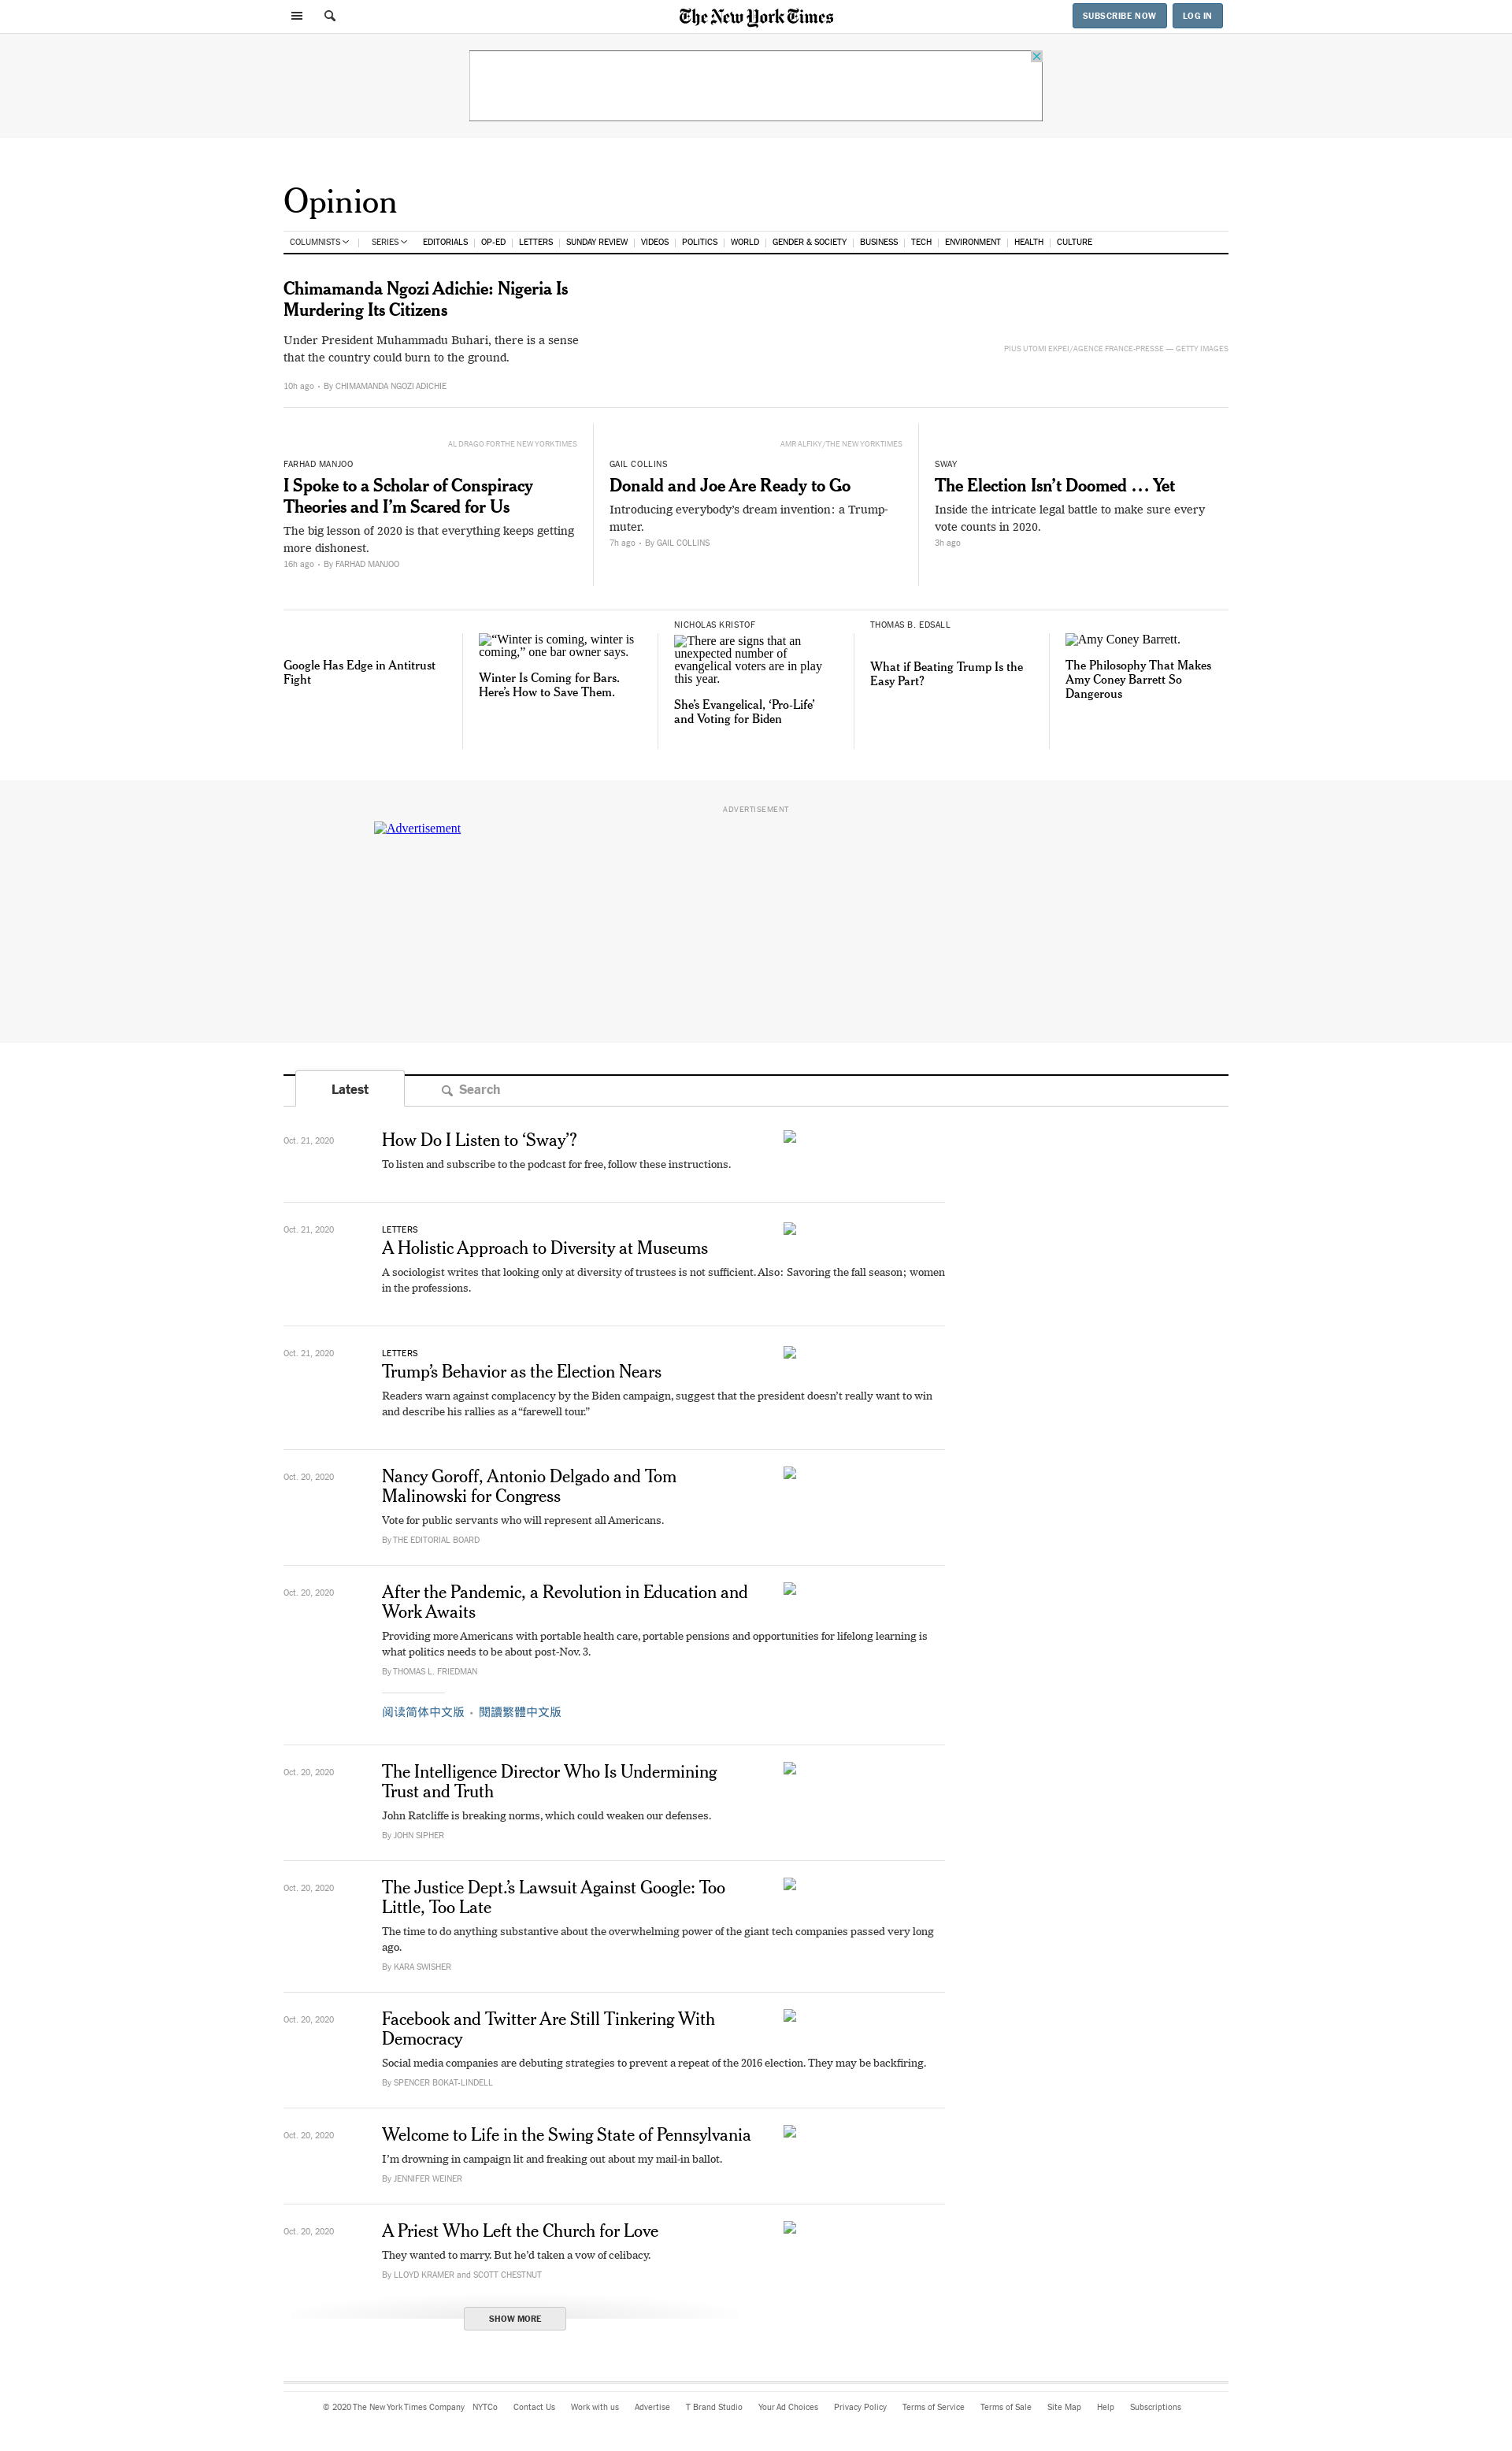 The New York Times
SUBSCRIBE NOW
LOG IN
Opinion
COLUMNISTS
SERIES
EDITORIALS
OP-ED
LETTERS
SUNDAY REVIEW
VIDEOS
POLITICS
WORLD
GENDER & SOCIETY
BUSINESS
TECH
ENVIRONMENT
HEALTH
CULTURE
Chimamanda Ngozi Adichie: Nigeria Is
Murdering Its Citizens
Under President Muhammadu Buhari, there is a sense
that the country could burn to the ground.
10h ago • By CHIMAMANDA NGOZI ADICHIE
PIUS UTOMI EKPEI/AGENCE FRANCE-PRESSE — GETTY IMAGES
AL DRAGO FOR THE NEW YORK TIMES
FARHAD MANJOO
I Spoke to a Scholar of Conspiracy
Theories and I’m Scared for Us
The big lesson of 2020 is that everything keeps getting
more dishonest.
16h ago • By FARHAD MANJOO
AMR ALFIKY/THE NEW YORK TIMES
GAIL COLLINS
Donald and Joe Are Ready to Go
Introducing everybody’s dream invention: a Trump-
muter.
7h ago • By GAIL COLLINS
SWAY
The Election Isn’t Doomed … Yet
Inside the intricate legal battle to make sure every
vote counts in 2020.
3h ago
Google Has Edge in Antitrust
Fight
“Winter is coming, winter is
coming,” one bar owner says.
Winter Is Coming for Bars.
Here’s How to Save Them.
NICHOLAS KRISTOF
There are signs that an
unexpected number of
evangelical voters are in play
this year.
She’s Evangelical, ‘Pro-Life’
and Voting for Biden
THOMAS B. EDSALL
What if Beating Trump Is the
Easy Part?
Amy Coney Barrett.
The Philosophy That Makes
Amy Coney Barrett So
Dangerous
ADVERTISEMENT
Advertisement
Latest
Search
Oct. 21, 2020
How Do I Listen to ‘Sway’?
To listen and subscribe to the podcast for free, follow these instructions.
Oct. 21, 2020
LETTERS
A Holistic Approach to Diversity at Museums
A sociologist writes that looking only at diversity of trustees is not sufficient. Also: Savoring the fall season; women
in the professions.
Oct. 21, 2020
LETTERS
Trump’s Behavior as the Election Nears
Readers warn against complacency by the Biden campaign, suggest that the president doesn’t really want to win
and describe his rallies as a “farewell tour.”
Oct. 20, 2020
Nancy Goroff, Antonio Delgado and Tom
Malinowski for Congress
Vote for public servants who will represent all Americans.
By THE EDITORIAL BOARD
Oct. 20, 2020
After the Pandemic, a Revolution in Education and
Work Awaits
Providing more Americans with portable health care, portable pensions and opportunities for lifelong learning is
what politics needs to be about post-Nov. 3.
By THOMAS L. FRIEDMAN
阅读简体中文版 • 閱讀繁體中文版
Oct. 20, 2020
The Intelligence Director Who Is Undermining
Trust and Truth
John Ratcliffe is breaking norms, which could weaken our defenses.
By JOHN SIPHER
Oct. 20, 2020
The Justice Dept.’s Lawsuit Against Google: Too
Little, Too Late
The time to do anything substantive about the overwhelming power of the giant tech companies passed very long
ago.
By KARA SWISHER
Oct. 20, 2020
Facebook and Twitter Are Still Tinkering With
Democracy
Social media companies are debuting strategies to prevent a repeat of the 2016 election. They may be backfiring.
By SPENCER BOKAT-LINDELL
Oct. 20, 2020
Welcome to Life in the Swing State of Pennsylvania
I’m drowning in campaign lit and freaking out about my mail-in ballot.
By JENNIFER WEINER
Oct. 20, 2020
A Priest Who Left the Church for Love
They wanted to marry. But he’d taken a vow of celibacy.
By LLOYD KRAMER and SCOTT CHESTNUT
SHOW MORE
© 2020 The New York Times Company
NYTCo
Contact Us
Work with us
Advertise
T Brand Studio
Your Ad Choices
Privacy Policy
Terms of Service
Terms of Sale
Site Map
Help
Subscriptions